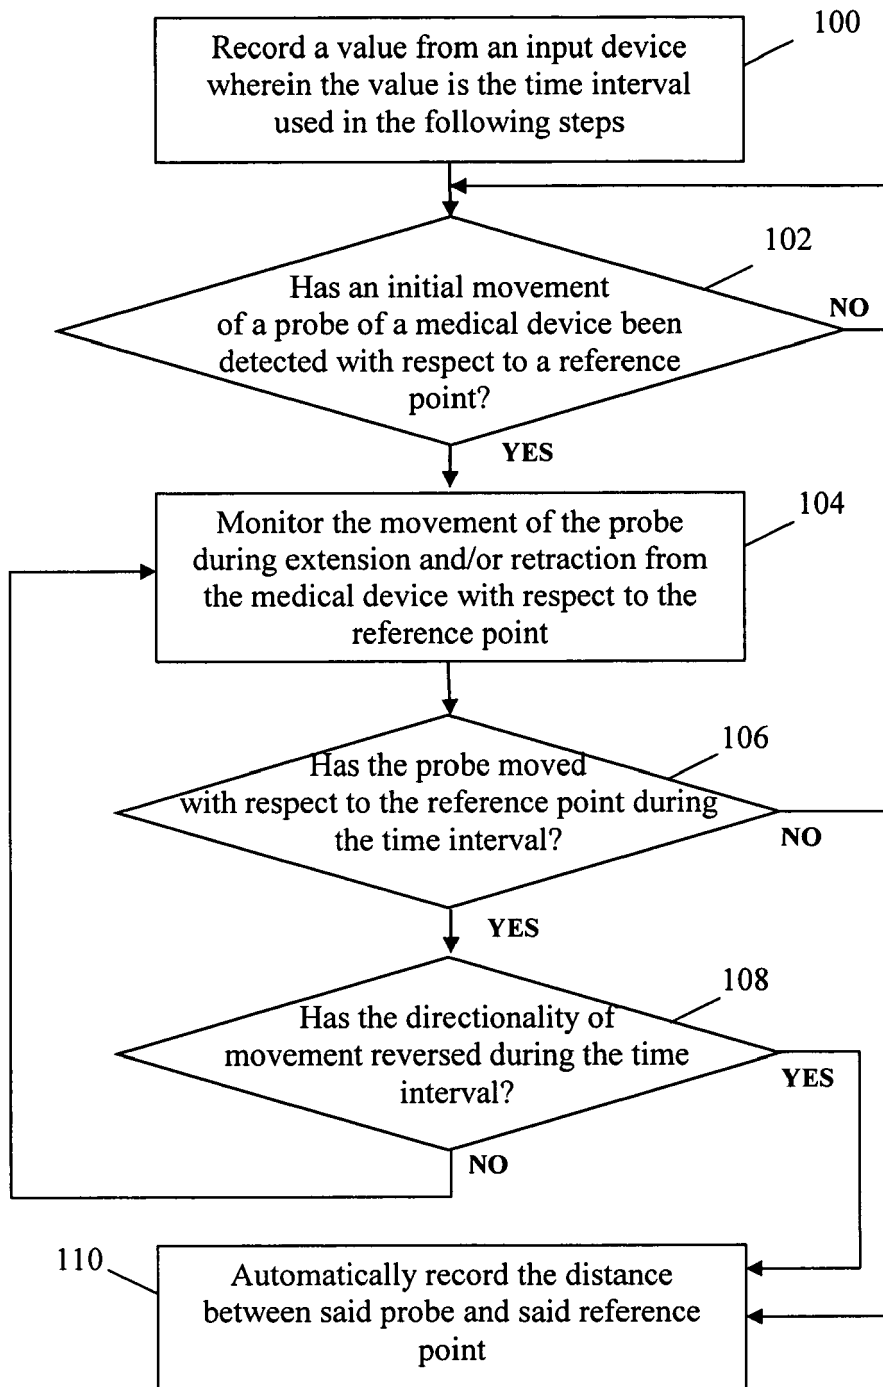 100
Record a value from an input device
wherein the value is the time interval
used in the following steps
102
Has an initial movement
of a probe of a medical device been
detected with respect to a reference
point?
NO
YES
104
Monitor the movement of the probe
during extension and/or retraction from
the medical device with respect to the
reference point
106
Has the probe moved
with respect to the reference point during
the time interval?
NO
YES
108
Has the directionality of
movement reversed during the time
interval?
YES
NO
110
Automatically record the distance
between said probe and said reference
point